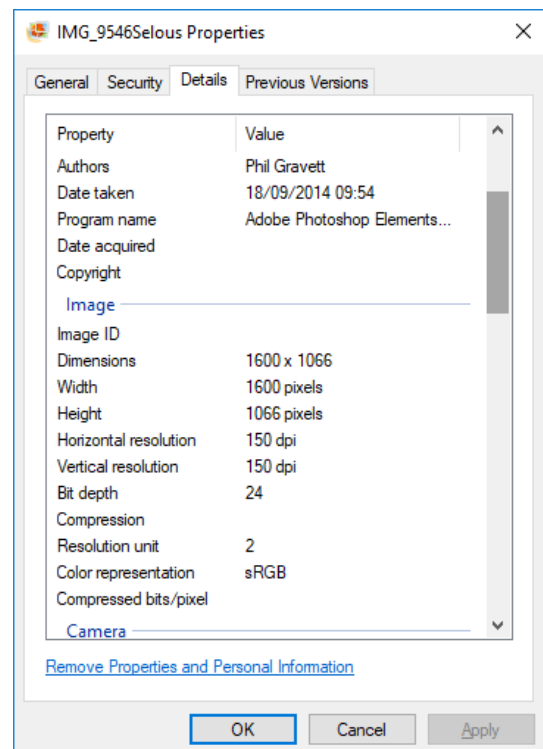 IMG_9546Selous Properties
General Security Details Previous Versions
Property Value
Authors Phil Gravett
Date taken 18/09/2014 09:54
Program name Adobe Photoshop Elements...
Date acquired
Copyright
Image
Image ID
Dimensions 1600 x 1066
Width 1600 pixels
Height 1066 pixels
Horizontal resolution 150 dpi
Vertical resolution 150 dpi
Bit depth 24
Compression
Resolution unit 2
Color representation sRGB
Compressed bits/pixel
Camera
Remove Properties and Personal Information
OK Cancel Apply